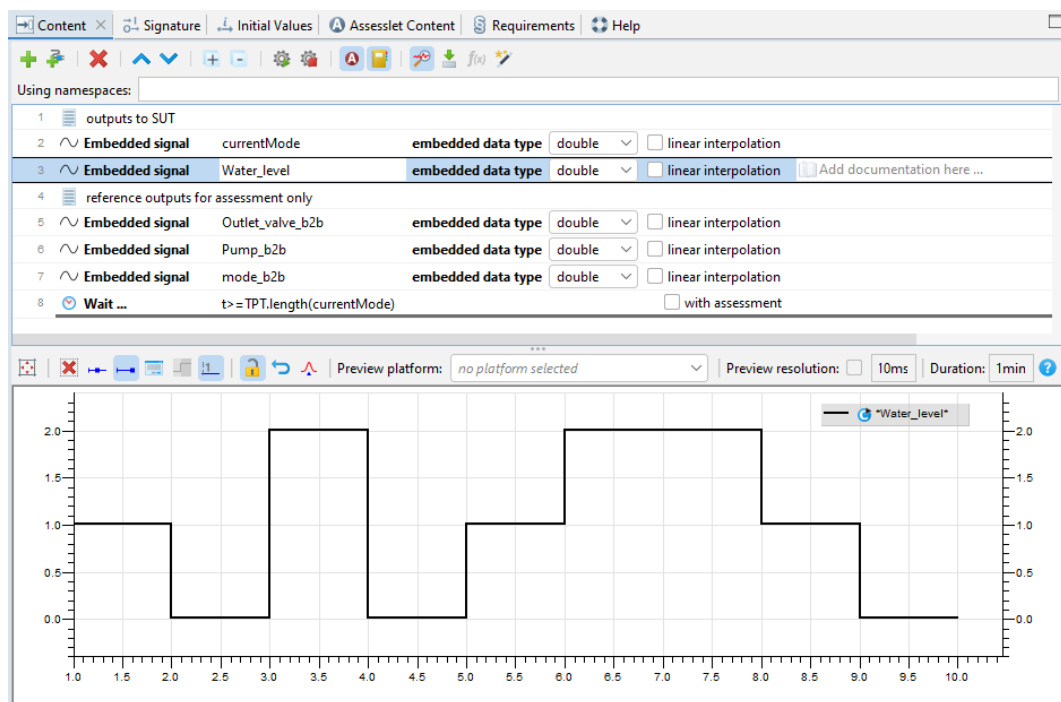 Content Signature Initial Values Assesslet Content Requirements Help
f(x)
Using namespaces:
1 outputs to SUT
2 Embedded signal currentMode embedded data type double linear interpolation
3 Embedded signal Water_level embedded data type double linear interpolation Add documentation here ...
4 reference outputs for assessment only
5 Embedded signal Outlet_valve_b2b embedded data type double linear interpolation
6 Embedded signal Pump_b2b embedded data type double linear interpolation
7 Embedded signal mode_b2b embedded data type double linear interpolation
8 Wait ... t>=TPT.length(currentMode) with assessment
Preview platform: no platform selected Preview resolution: 10ms Duration: 1min
*Water_level*
2.0 2.0
1.5 1.5
1.0 1.0
0.5 0.5
0.0 0.0
1.0 1.5 2.0 2.5 3.0 3.5 4.0 4.5 5.0 5.5 6.0 6.5 7.0 7.5 8.0 8.5 9.0 9.5 10.0